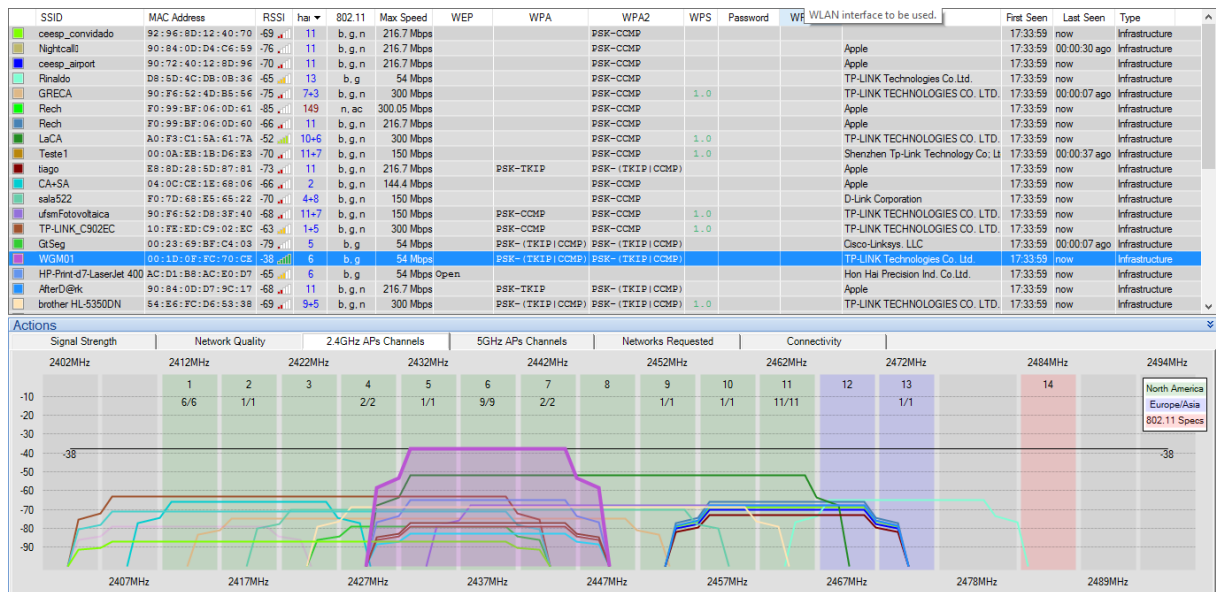 SSID MAC Address RSSI 802.11 Max Speed WEP WPA WPA2 WPS Password WLAN interface to be used. First Seen Last Seen Type
ceesp_convidado 92:96:8D:12:40:70 -69 11 b, g, n 216.7 Mbps PSK-CCMP 17:33:59 now Infrastructure
Nightcall 90:84:0D:D4:C6:59 -76 11 b, g, n 216.7 Mbps PSK-CCMP Apple 17:33:59 00:00:30 ago Infrastructure
ceesp_airport 90:72:40:12:8D:96 -70 11 b, g, n 216.7 Mbps PSK-CCMP Apple 17:33:59 now Infrastructure
Rinaldo D8:5D:4C:DB:0B:36 -65 13 b, g 54 Mbps PSK-CCMP TP-LINK Technologies Co.Ltd. 17:33:59 now Infrastructure
GRECA 90:F6:52:4D:B5:56 -75 7+3 b, g, n 300 Mbps PSK-CCMP 1.0 TP-LINK TECHNOLOGIES CO. LTD. 17:33:59 00:00:07 ago Infrastructure
Rech F0:99:BF:06:0D:61 -85 149 n, ac 300.05 Mbps PSK-CCMP Apple 17:33:59 now Infrastructure
Rech F0:99:BF:06:0D:60 -66 11 b, g, n 216.7 Mbps PSK-CCMP Apple 17:33:59 now Infrastructure
LaCA A0:F3:C1:5A:61:7A -52 10+6 b, g, n 300 Mbps PSK-CCMP 1.0 TP-LINK TECHNOLOGIES CO. LTD. 17:33:59 now Infrastructure
Teste1 00:0A:EB:1B:D6:E3 -70 11+7 b, g, n 150 Mbps PSK-CCMP 1.0 Shenzhen Tp-Link Technology Co; Lt 17:33:59 00:00:37 ago Infrastructure
tiago E8:8D:28:5D:87:81 -73 11 b, g, n 216.7 Mbps PSK-TKIP PSK-(TKIP|CCMP) Apple 17:33:59 now Infrastructure
CA+SA 04:0C:CE:1E:68:06 -66 2 b, g, n 144.4 Mbps PSK-CCMP Apple 17:33:59 now Infrastructure
sala522 F0:7D:68:E5:65:22 -70 4+8 b, g, n 150 Mbps PSK-CCMP D-Link Corporation 17:33:59 now Infrastructure
ufsmFotovoltaica 90:F6:52:D8:3F:40 -68 11+7 b, g, n 150 Mbps PSK-CCMP PSK-CCMP 1.0 TP-LINK TECHNOLOGIES CO. LTD. 17:33:59 now Infrastructure
TP-LINK_C902EC 10:FE:ED:C9:02:EC -63 1+5 b, g, n 300 Mbps PSK-CCMP PSK-CCMP 1.0 TP-LINK TECHNOLOGIES CO. LTD. 17:33:59 now Infrastructure
GtSeg 00:23:69:BF:C4:03 -79 5 b, g 54 Mbps PSK-(TKIP|CCMP) PSK-(TKIP|CCMP) Cisco-Linksys. LLC 17:33:59 00:00:07 ago Infrastructure
WGM01 00:1D:0F:FC:70:CE -38 6 b, g 54 Mbps PSK-(TKIP|CCMP) PSK-(TKIP|CCMP) TP-LINK Technologies Co.Ltd. 17:33:59 now Infrastructure
HP-Print-d7-LaserJet 400 AC:D1:B8:AC:E0:D7 -65 6 b, g 54 Mbps Open Hon Hai Precision Ind. Co.Ltd. 17:33:59 now Infrastructure
AfterD@rk 90:84:0D:D7:9C:17 -68 11 b, g, n 216.7 Mbps PSK-TKIP PSK-(TKIP|CCMP) Apple 17:33:59 now Infrastructure
brother HL-5350DN 54:E6:FC:D6:53:38 -69 9+5 b, g, n 300 Mbps PSK-(TKIP|CCMP) PSK-(TKIP|CCMP) 1.0 TP-LINK TECHNOLOGIES CO. LTD. 17:33:59 now Infrastructure
Actions
Signal Strength Network Quality 2.4GHz APs Channels 5GHz APs Channels Networks Requested Connectivity
2402MHz 2412MHz 2422MHz 2432MHz 2442MHz 2452MHz 2462MHz 2472MHz 2484MHz 2494MHz
1 2 3 4 5 6 7 8 9 10 11 12 13 14 North America
-10 6/6 1/1 2/2 1/1 9/9 2/2 1/1 1/1 11/11 1/1 Europe/Asia
-20 802.11 Specs
-30
-40 -38 -38
-50
-60
-70
-80
-90
2407MHz 2417MHz 2427MHz 2437MHz 2447MHz 2457MHz 2467MHz 2478MHz 2489MHz